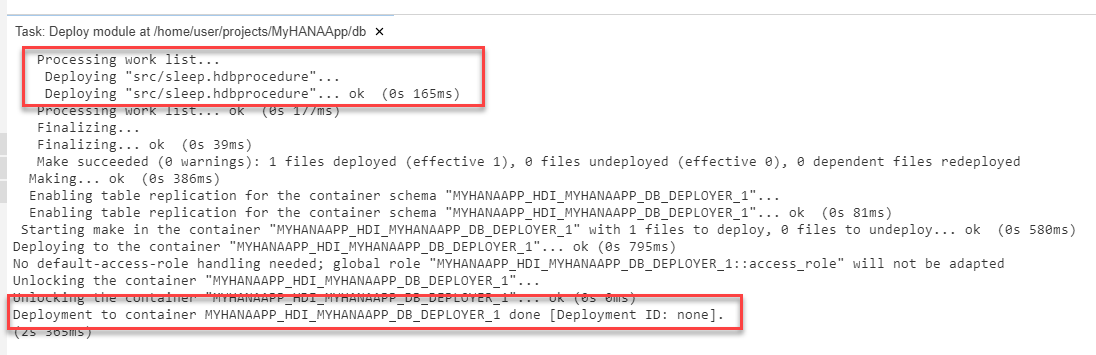 Task: Deploy module at /home/user/projects/MyHANAApp/db ×
Processing work list...
Deploying "src/sleep.hdbprocedure"...
Deploying "src/sleep.hdbprocedure"... ok (0s 165ms)
Processing work list... ok (0s 177ms)
Finalizing...
Finalizing... ok (0s 39ms)
Make succeeded (0 warnings): 1 files deployed (effective 1), 0 files undeployed (effective 0), 0 dependent files redeployed
Making... ok (0s 386ms)
Enabling table replication for the container schema "MYHANAAPP_HDI_MYHANAAPP_DB_DEPLOYER_1"...
Enabling table replication for the container schema "MYHANAAPP_HDI_MYHANAAPP_DB_DEPLOYER_1"... ok (0s 81ms)
Starting make in the container "MYHANAAPP_HDI_MYHANAAPP_DB_DEPLOYER_1" with 1 files to deploy, 0 files to undeploy... ok (0s 580ms)
Deploying to the container "MYHANAAPP_HDI_MYHANAAPP_DB_DEPLOYER_1"... ok (0s 795ms)
No default-access-role handling needed; global role "MYHANAAPP_HDI_MYHANAAPP_DB_DEPLOYER_1::access_role" will not be adapted
Unlocking the container "MYHANAAPP_HDI_MYHANAAPP_DB_DEPLOYER_1"...
Unlocking the container "MYHANAAPP_HDI_MYHANAAPP_DB_DEPLOYER_1"... ok (0s 0ms)
Deployment to container MYHANAAPP_HDI_MYHANAAPP_DB_DEPLOYER_1 done [Deployment ID: none].
(2s 365ms)